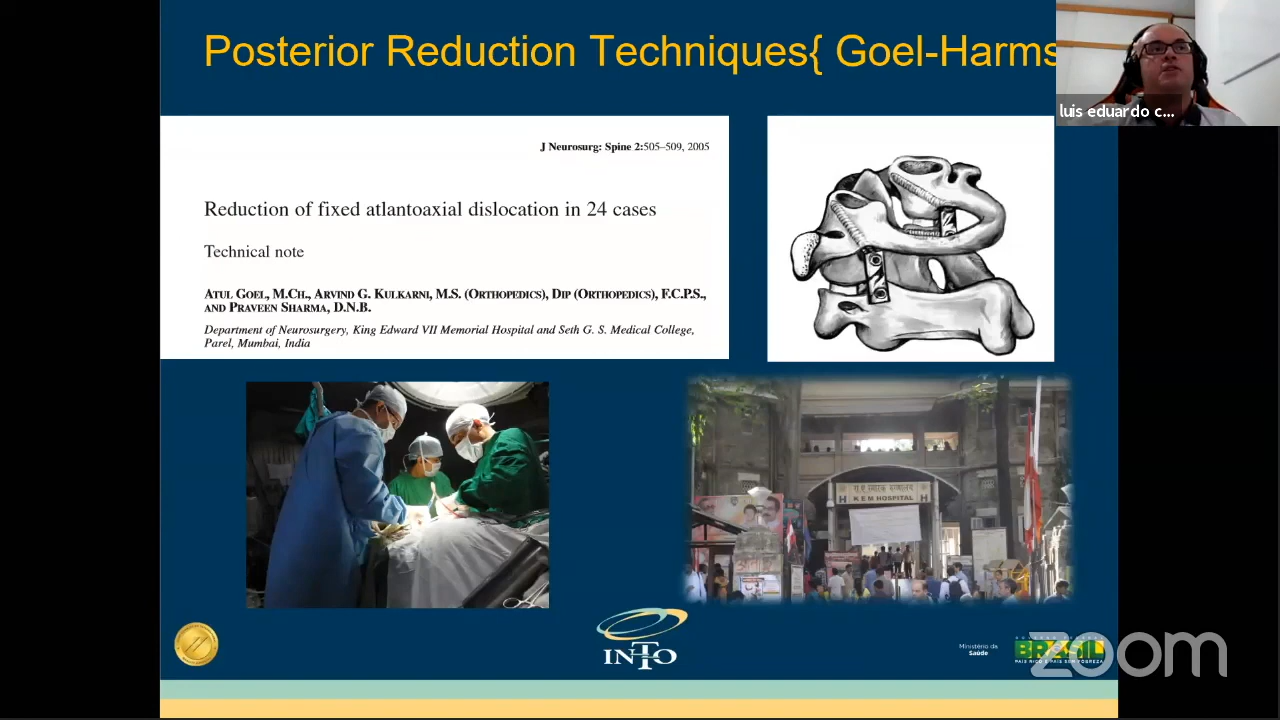 Posterior Reduction Techniques{ Goel-Harms
luis eduardo c...
J Neurosurg: Spine 2:505–509, 2005
Reduction of fixed atlantoaxial dislocation in 24 cases
Technical note
ATUL GOEL, M.CH., ARVIND G. KULKARNI, M.S. (ORTHOPEDICS), DIP (ORTHOPEDICS), F.C.P.S.,
AND PRAVEEN SHARMA, D.N.B.
Department of Neurosurgery, King Edward VII Memorial Hospital and Seth G. S. Medical College,
Parel, Mumbai, India
H K E M HOSPITAL H
INTO
Ministério da
Saúde
BRASIL
PAÍS RICO É PAÍS SEM POBREZA
zoom